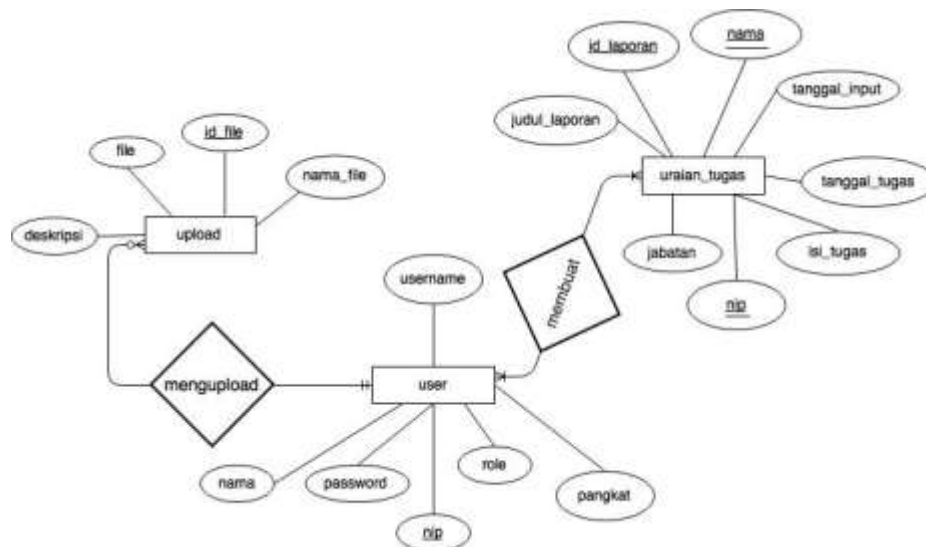 nama
id_laporan
tanggal_input
judul_laporan
id_file
file
nama_file
uraian_tugas
tanggal_tugas
deskripsi
upload
jabatan
isi_tugas
username
membuat
nip
mengupload
user
nama
password
role
pangkat
nip